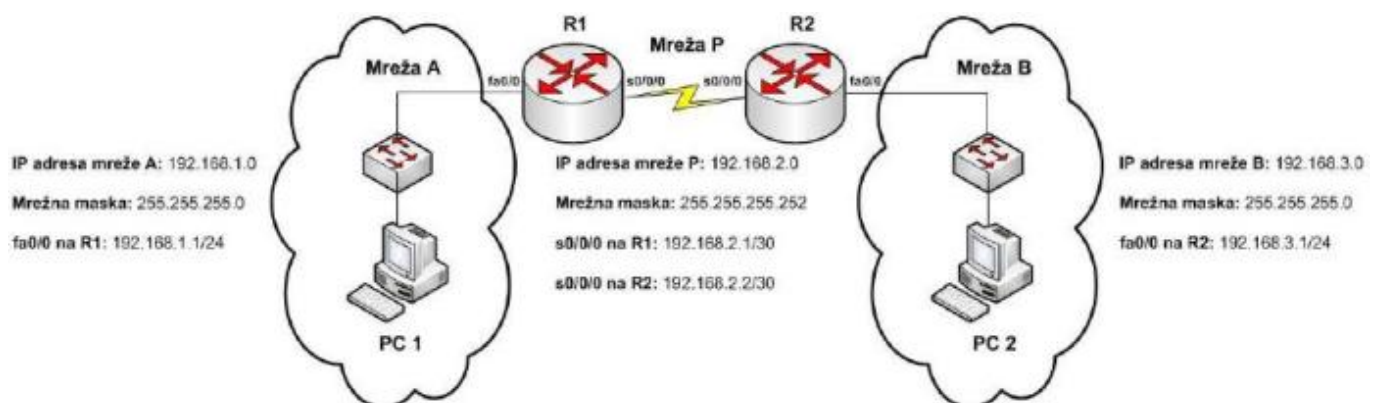 R1
R2
Mreža P
Mreža A
Mreža B
fa0/0
s0/0/0
s0/0/0
fa0/0
IP adresa mreže A: 192.168.1.0
Mrežna maska: 255.255.255.0
fa0/0 na R1: 192.168.1.1/24
IP adresa mreže P: 192.168.2.0
Mrežna maska: 255.255.255.252
s0/0/0 na R1: 192.168.2.1/30
s0/0/0 na R2: 192.168.2.2/30
IP adresa mreže B: 192.168.3.0
Mrežna maska: 255.255.255.0
fa0/0 na R2: 192.168.3.1/24
PC 1
PC 2